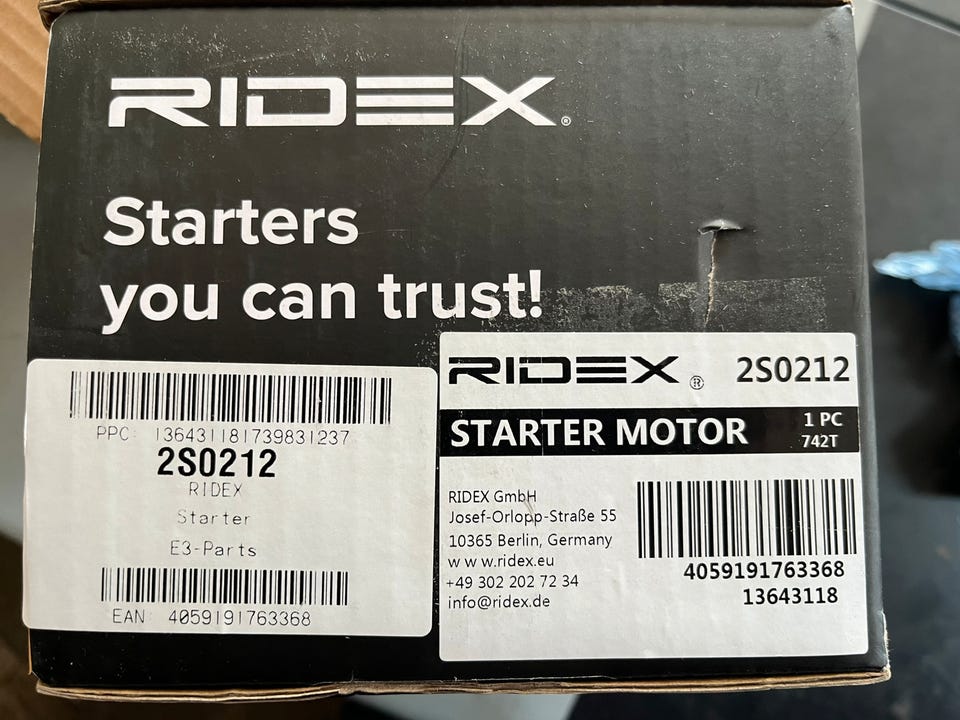 RIDEX®
Starters
you can trust!
PPC: 136431181739831237
2S0212
RIDEX
Starter
E3-Parts
EAN: 4059191763368
RIDEX® 2S0212
STARTER MOTOR 1 PC
742T
RIDEX GmbH
Josef-Orlopp-Straße 55
10365 Berlin, Germany
www.ridex.eu
+49 302 202 72 34
info@ridex.de
4059191763368
13643118